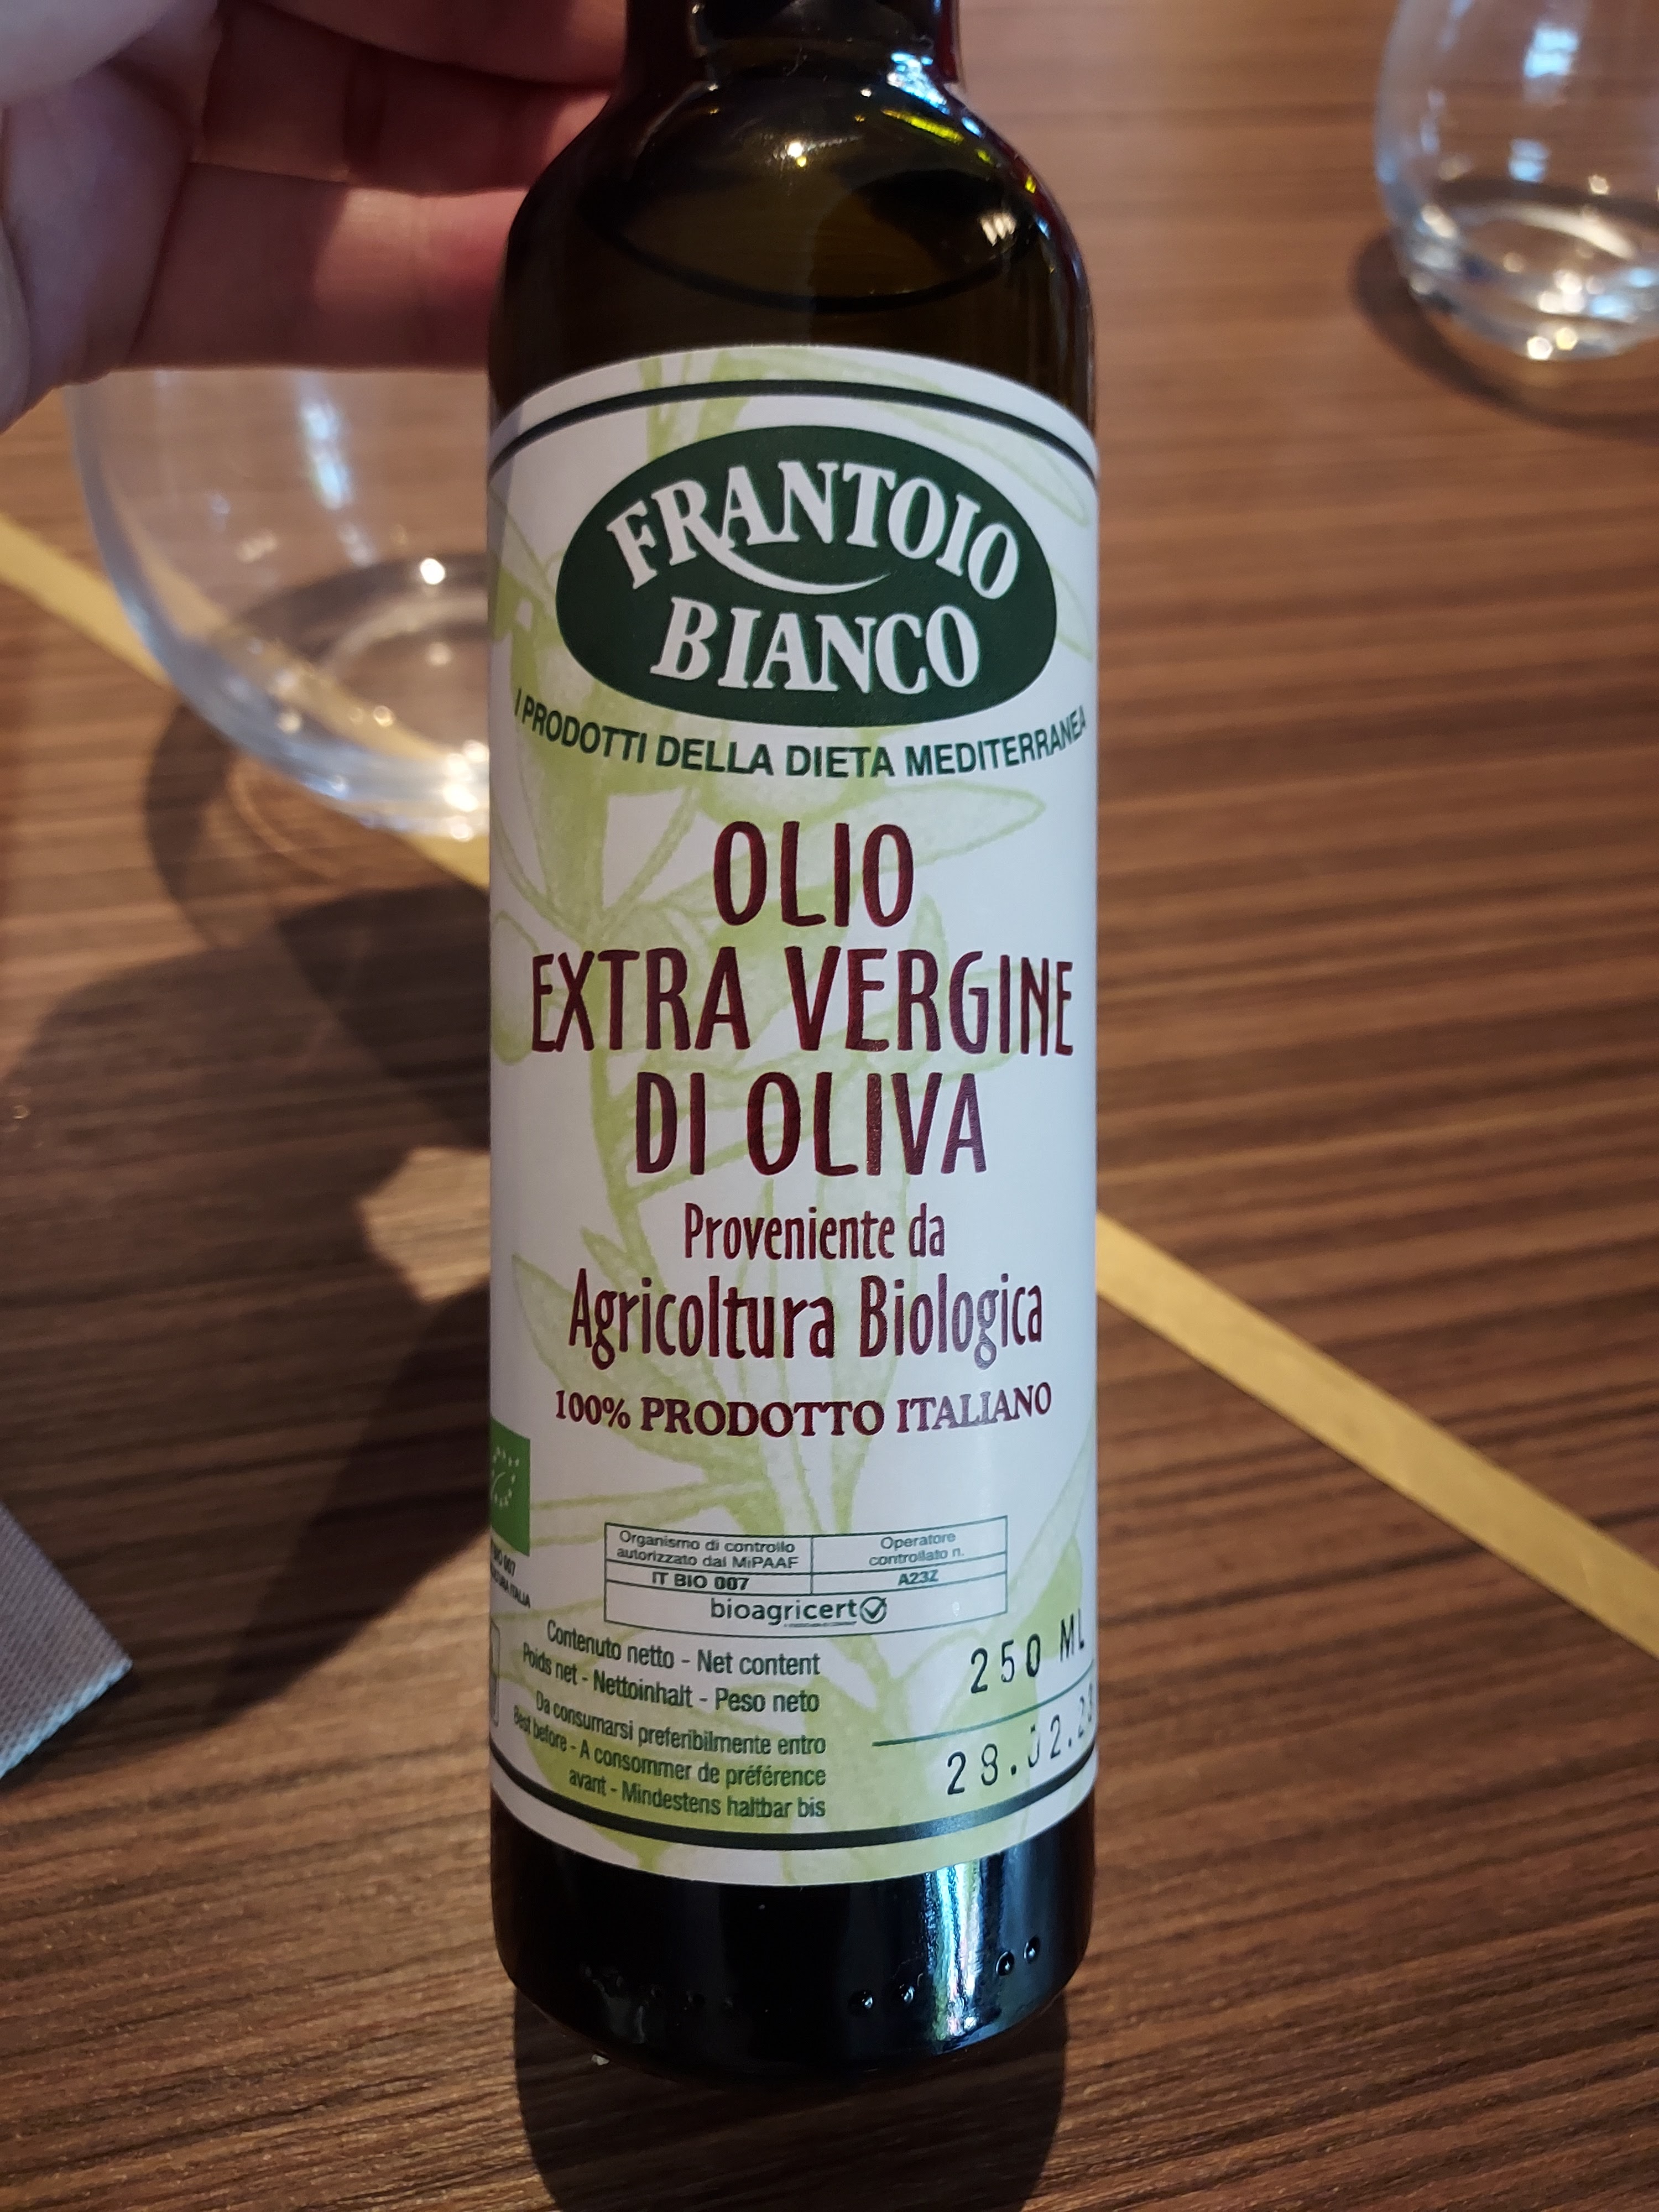 FRANTOIO
BIANCO
I PRODOTTI DELLA DIETA MEDITERRANEA
OLIO
EXTRA VERGINE
DI OLIVA
Proveniente da
Agricoltura Biologica
100% PRODOTTO ITALIANO
Organismo di controllo
autorizzato dal MiPAAF
IT BIO 007
Operatore
controllato n.
A23Z
bioagricert
007
ITALIA
Contenuto netto - Net content
Poids net - Nettoinhalt - Peso neto
250 ML
Da consumarsi preferibilmente entro
Best before - A consommer de préférence
avant - Mindestens haltbar bis